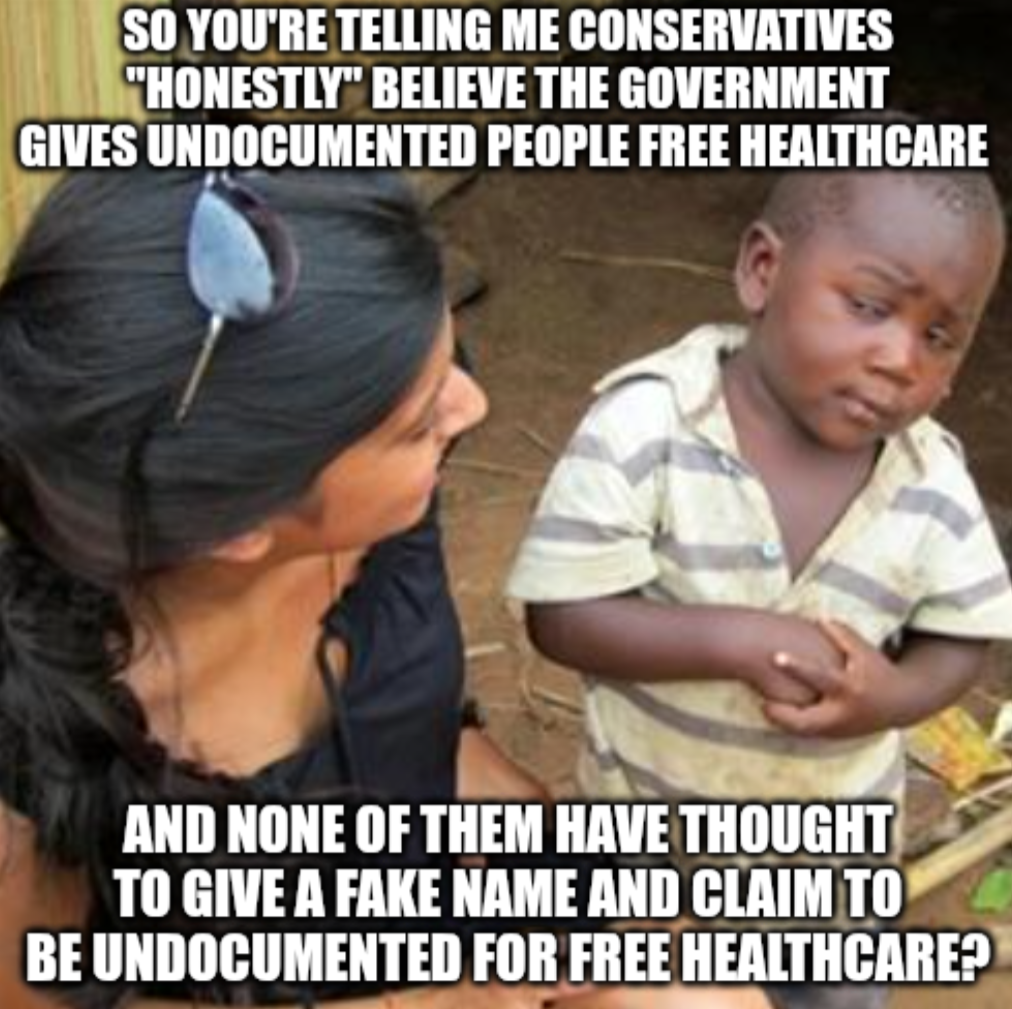 SO YOU'RE TELLING ME CONSERVATIVES
"HONESTLY" BELIEVE THE GOVERNMENT
GIVES UNDOCUMENTED PEOPLE FREE HEALTHCARE
AND NONE OF THEM HAVE THOUGHT
TO GIVE A FAKE NAME AND CLAIM TO
BE UNDOCUMENTED FOR FREE HEALTHCARE?